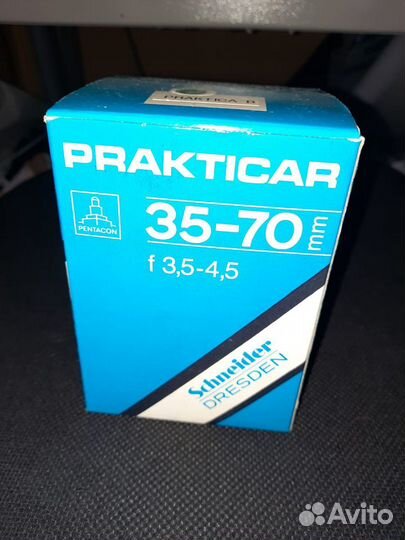 PRAKTICA B
PRAKTICAR
PENTACON
35-70 mm
f 3,5-4,5
Schneider
DRESDEN
Avito